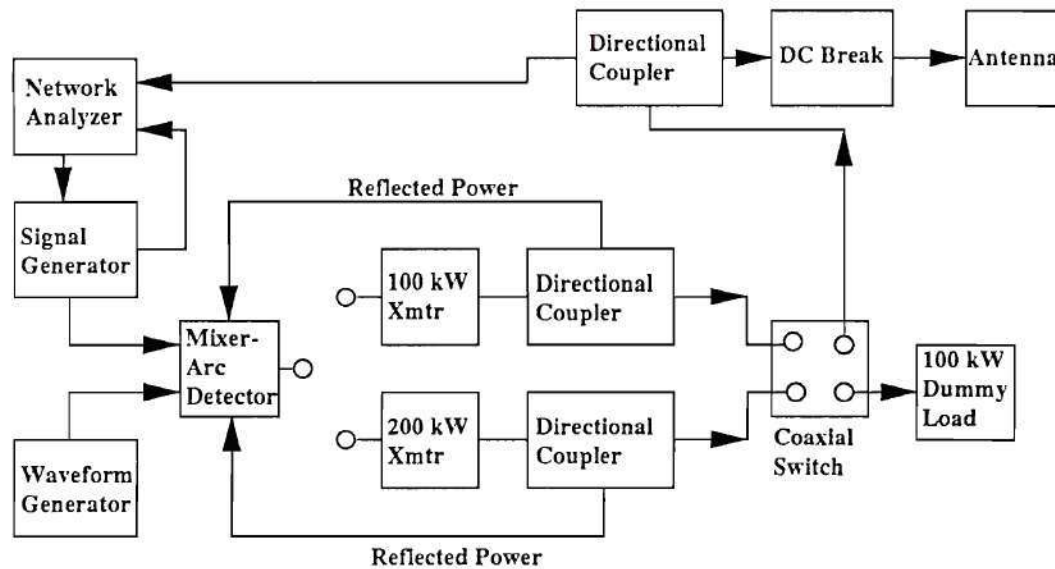 Directional
Coupler
DC Break
Antenna
Network
Analyzer
Reflected Power
Signal
Generator
100 kW
Xmtr
Directional
Coupler
Mixer-
Arc
Detector
100 kW
Dummy
Load
200 kW
Xmtr
Directional
Coupler
Coaxial
Switch
Waveform
Generator
Reflected Power